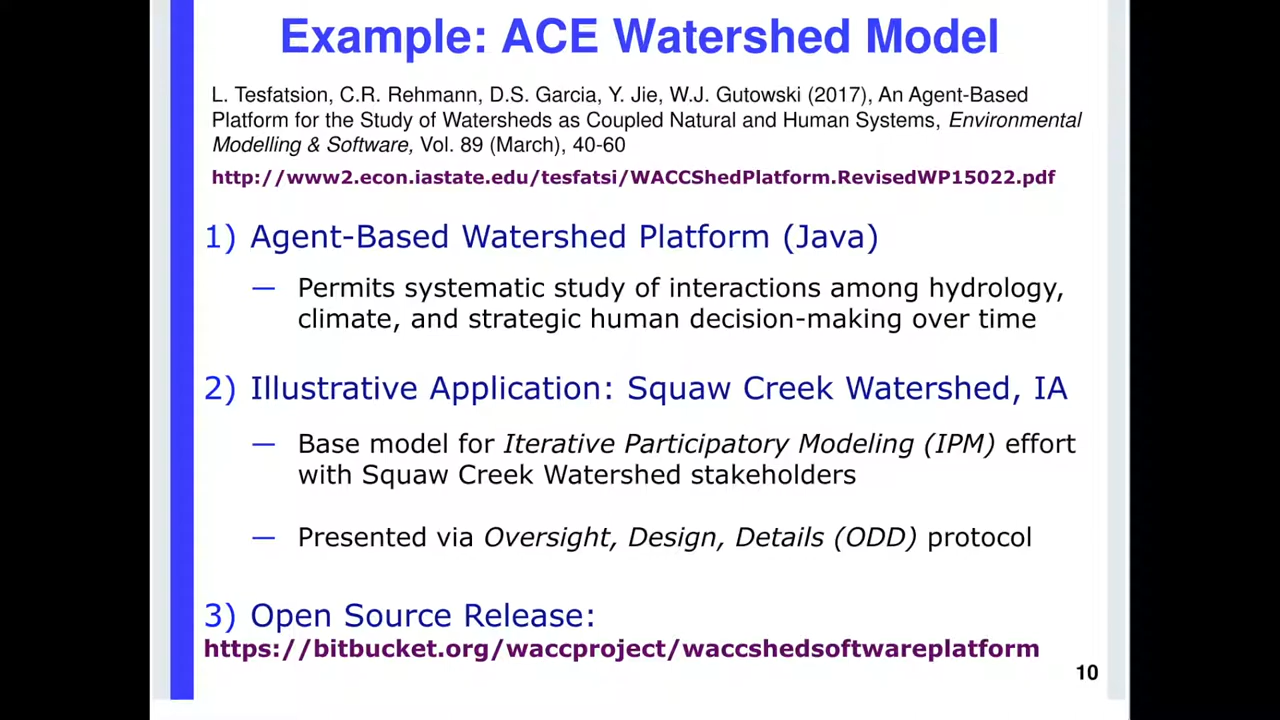 Example: ACE Watershed Model
L. Tesfatsion, C.R. Rehmann, D.S. Garcia, Y. Jie, W.J. Gutowski (2017), An Agent-Based
Platform for the Study of Watersheds as Coupled Natural and Human Systems, Environmental
Modelling & Software, Vol. 89 (March), 40-60
http://www2.econ.iastate.edu/tesfatsi/WACCShedPlatform.RevisedWP15022.pdf
1) Agent-Based Watershed Platform (Java)
— Permits systematic study of interactions among hydrology,
climate, and strategic human decision-making over time
2) Illustrative Application: Squaw Creek Watershed, IA
— Base model for Iterative Participatory Modeling (IPM) effort
with Squaw Creek Watershed stakeholders
— Presented via Oversight, Design, Details (ODD) protocol
3) Open Source Release:
https://bitbucket.org/waccproject/waccshedsoftwareplatform
10